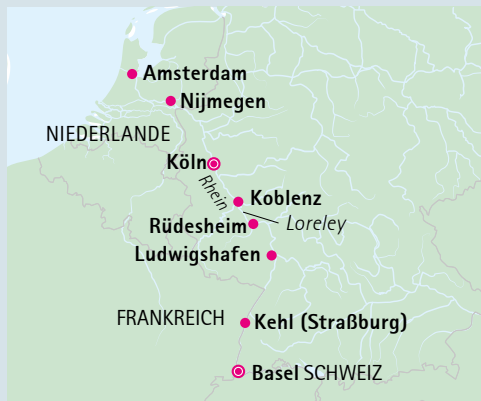 Amsterdam
Nijmegen
NIEDERLANDE
Köln
Rhein
Koblenz
Rüdesheim
Loreley
Ludwigshafen
FRANKREICH
Kehl (Straßburg)
Basel SCHWEIZ